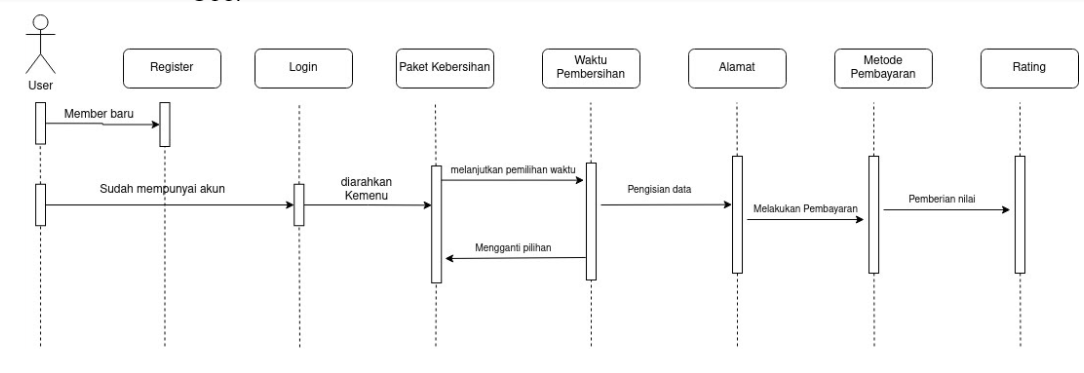 User
Register
Login
Paket Kebersihan
Waktu
Pembersihan
Alamat
Metode
Pembayaran
Rating
Member baru
Sudah mempunyai akun
diarahkan
Kemenu
melanjutkan pemilihan waktu
Mengganti pilihan
Pengisian data
Melakukan Pembayaran
Pemberian nilai